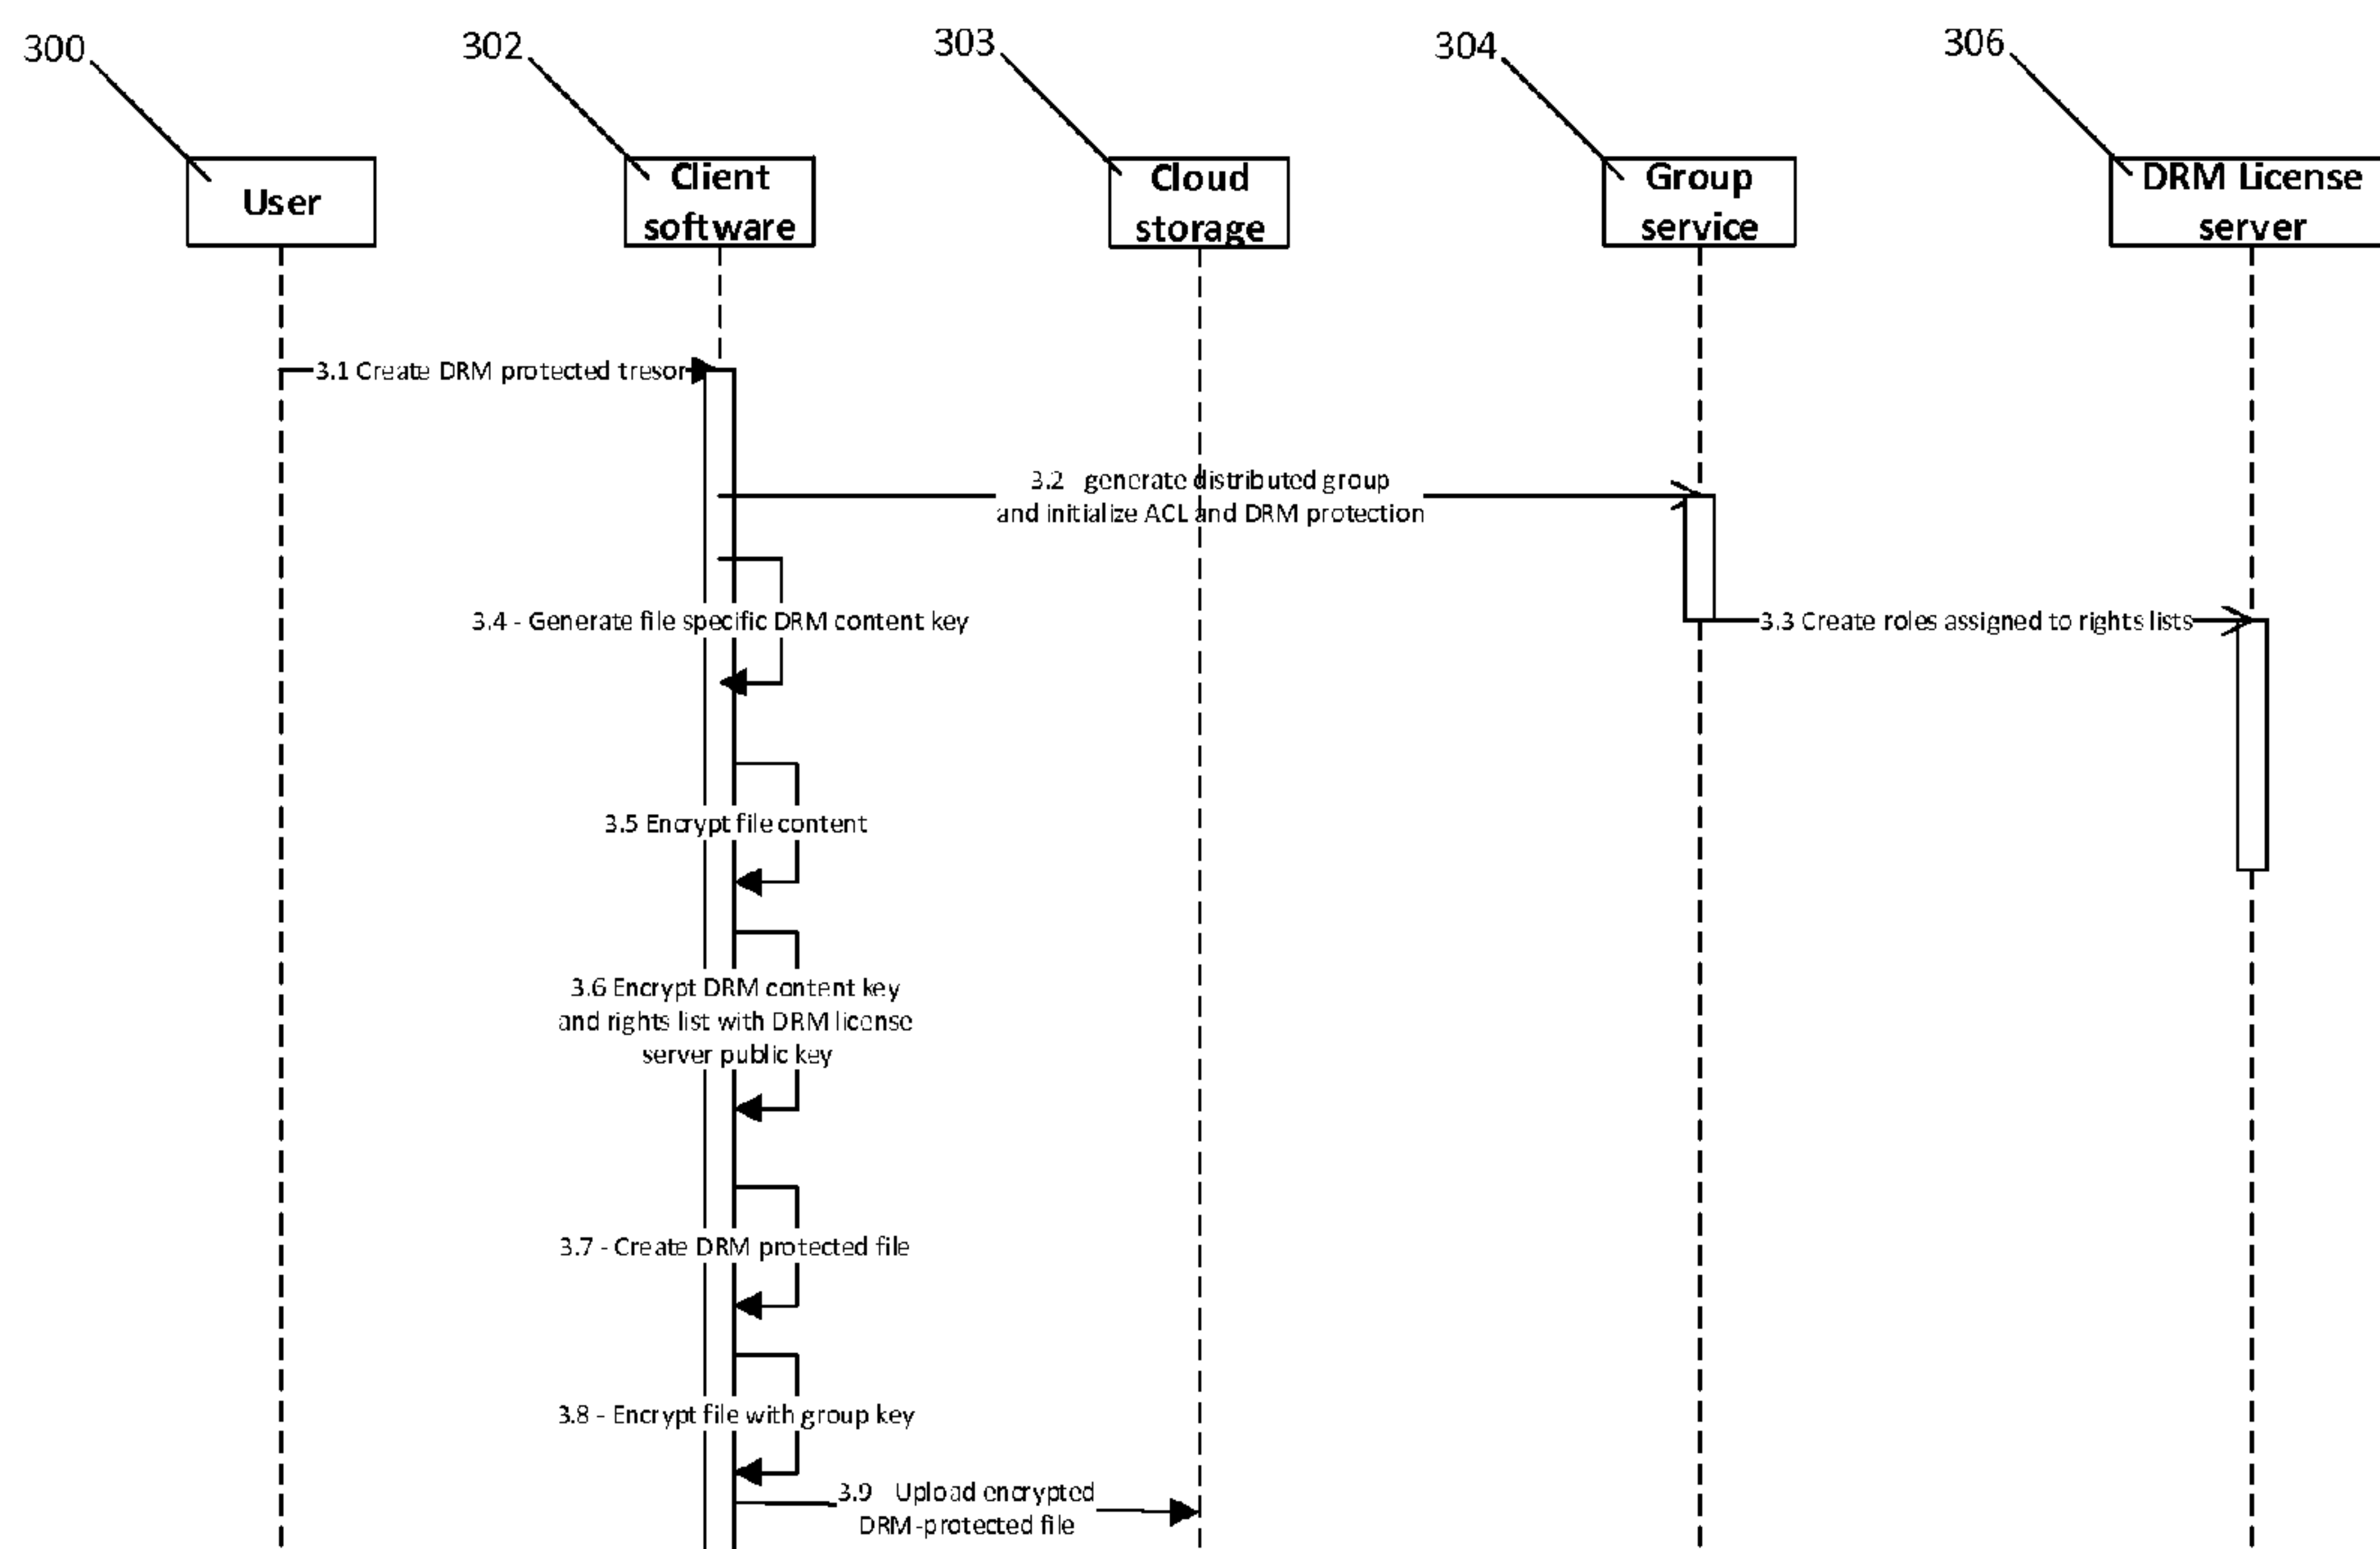 300
302
303
304
306
User
Client
software
Cloud
storage
Group
service
DRM License
server
3.1 Create DRM protected tresor
3.2 generate distributed group
and initialize ACL and DRM protection
3.4 - Generate file specific DRM content key
3.3 Create roles assigned to rights lists
3.5 Encrypt file content
3.6 Encrypt DRM content key
and rights list with DRM license
server public key
3.7 - Create DRM protected file
3.8 - Encrypt file with group key
3.9 Upload encrypted
DRM-protected file